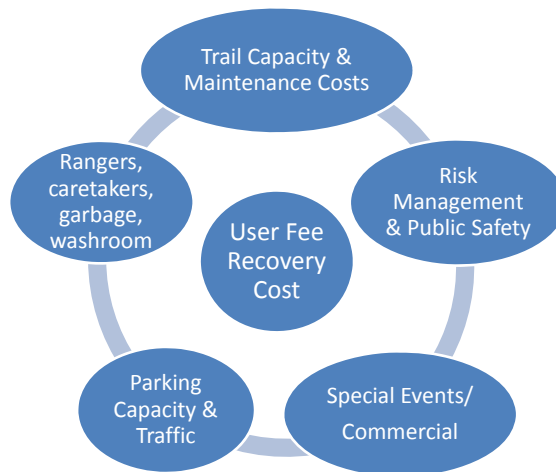 Trail Capacity &
Maintenance Costs
Risk
Management
& Public Safety
Special Events/
Commercial
Parking
Capacity &
Traffic
Rangers,
caretakers,
garbage,
washroom
User Fee
Recovery
Cost